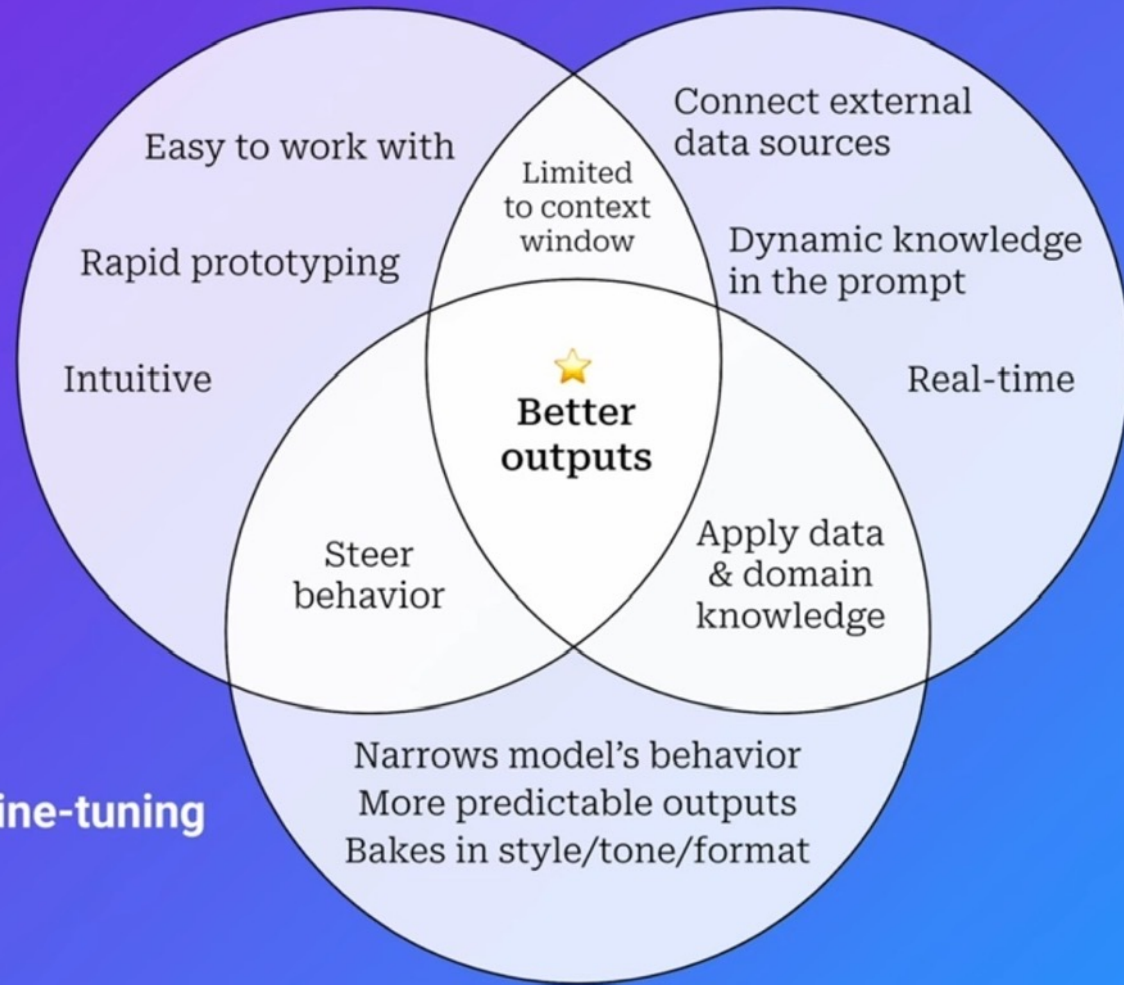 Easy to work with
Rapid prototyping
Intuitive
Limited
to context
window
Connect external
data sources
Dynamic knowledge
in the prompt
Real-time
⭐
Better
outputs
Steer
behavior
Apply data
& domain
knowledge
Narrows model’s behavior
More predictable outputs
Bakes in style/tone/format
ine-tuning